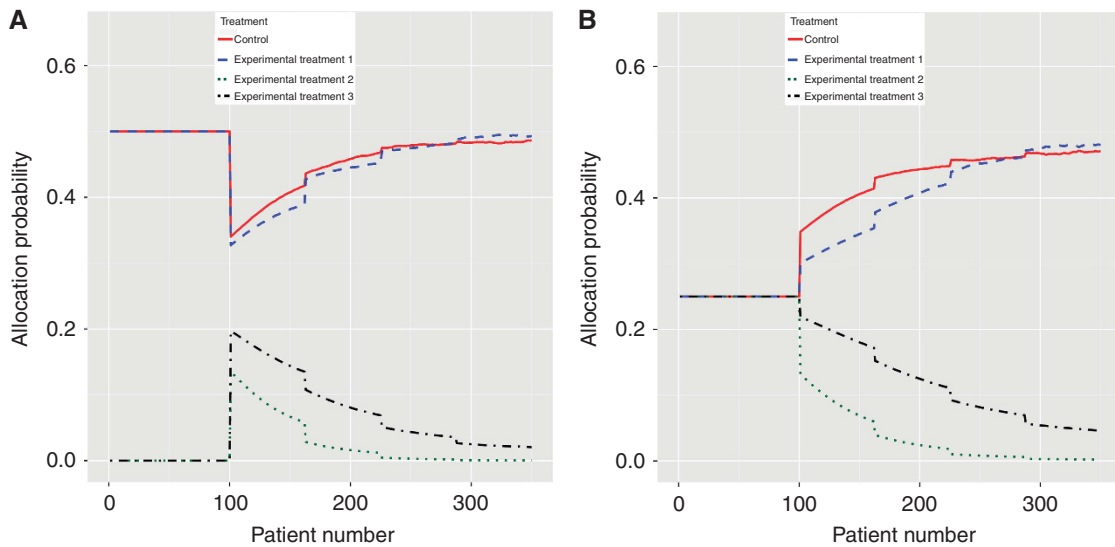 A
Treatment
Control
Experimental treatment 1
Experimental treatment 2
Experimental treatment 3
0.6
0.4
0.2
0.0
Allocation probability
0 100 200 300
Patient number
B
Treatment
Control
Experimental treatment 1
Experimental treatment 2
Experimental treatment 3
0.6
0.4
0.2
0.0
Allocation probability
0 100 200 300
Patient number